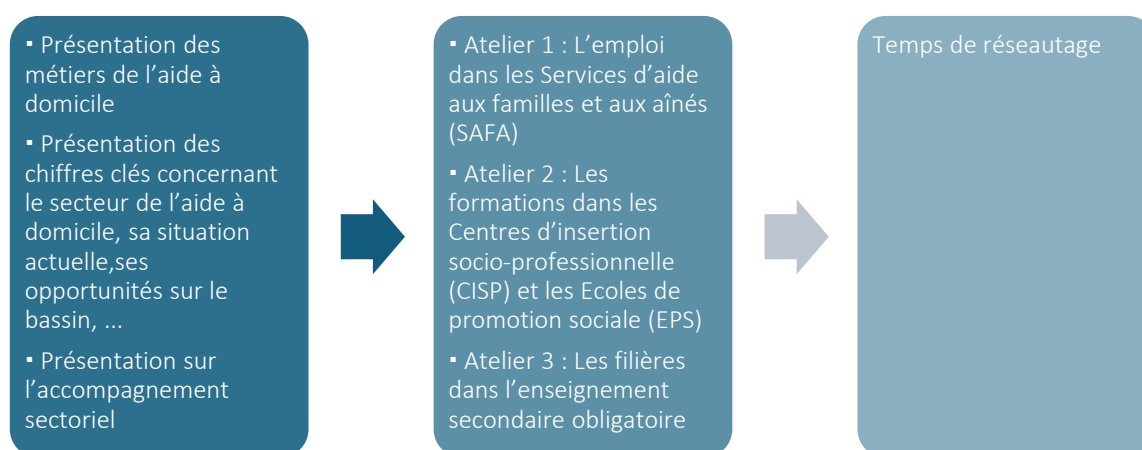 ▪ Présentation des
métiers de l’aide à
domicile
▪ Présentation des
chiffres clés concernant
le secteur de l’aide à
domicile, sa situation
actuelle,ses
opportunités sur le
bassin, ...
▪ Présentation sur
l’accompagnement
sectoriel
▪ Atelier 1 : L’emploi
dans les Services d’aide
aux familles et aux aînés
(SAFA)
▪ Atelier 2 : Les
formations dans les
Centres d’insertion
socio-professionnelle
(CISP) et les Ecoles de
promotion sociale (EPS)
▪ Atelier 3 : Les filières
dans l’enseignement
secondaire obligatoire
Temps de réseautage